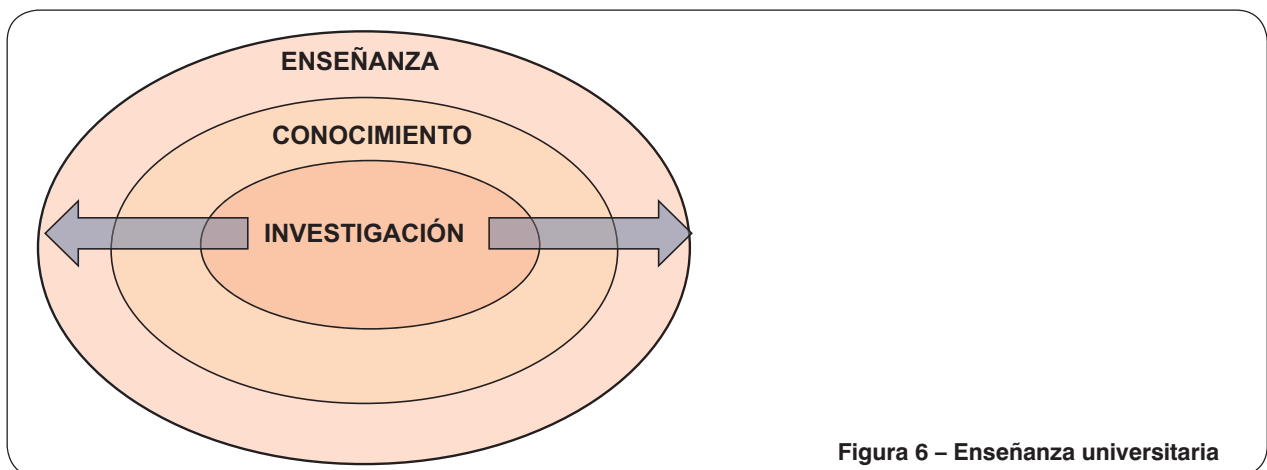 ENSEÑANZA
CONOCIMIENTO
INVESTIGACIÓN
Figura 6 – Enseñanza universitaria